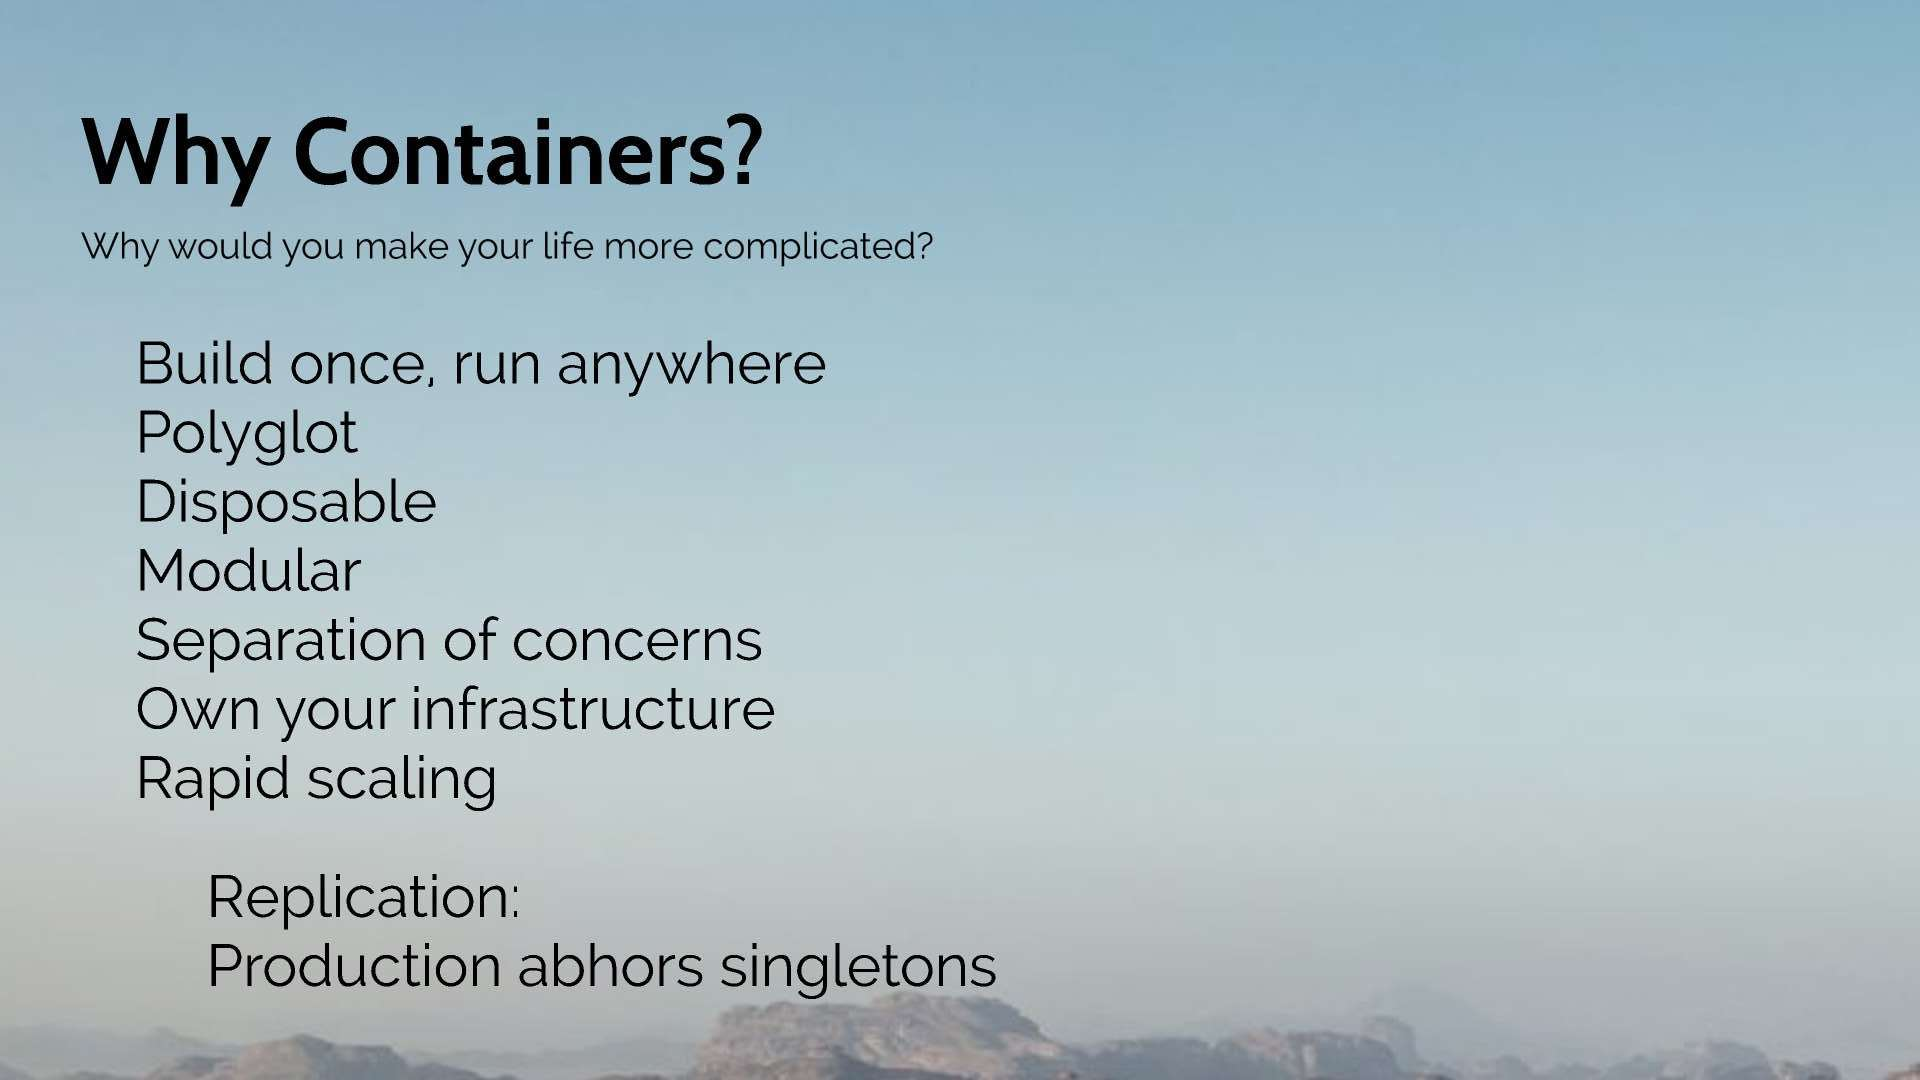 Why Containers?
Why would you make your life more complicated?
Build once, run anywhere
Polyglot
Disposable
Modular
Separation of concerns
Own your infrastructure
Rapid scaling
Replication:
Production abhors singletons